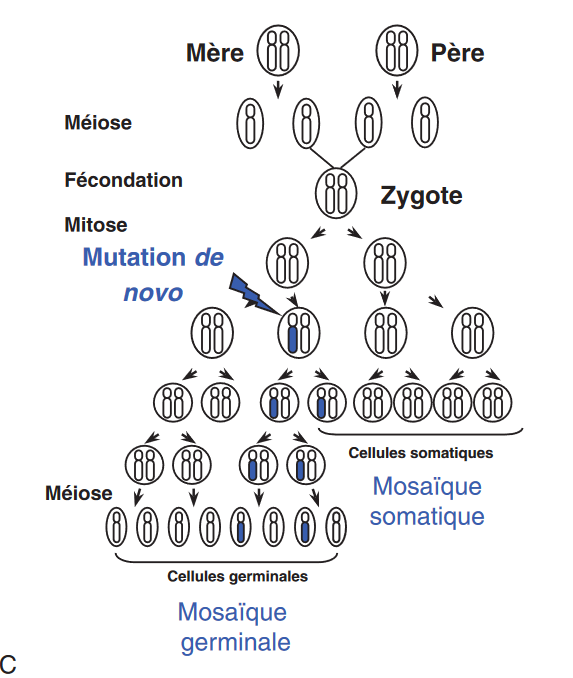 Mère
Père
Méiose
Fécondation
Zygote
Mitose
Mutation de
novo
Cellules somatiques
Mosaïque
somatique
Méiose
Cellules germinales
Mosaïque
germinale
C